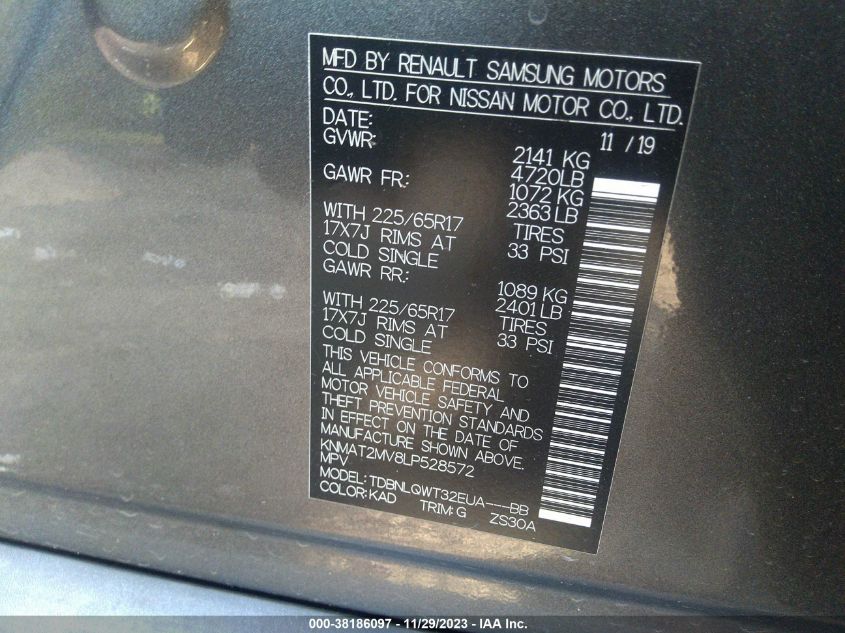 MFD BY RENAULT SAMSUNG MOTORS
CO., LTD. FOR NISSAN MOTOR CO., LTD.
DATE: 11 / 19
GVWR: 2141 KG
4720LB
GAWR FR: 1072 KG
2363LB
WITH 225/65R17 TIRES
17X7J RIMS AT 33 PSI
COLD SINGLE
GAWR RR: 1089 KG
2401LB
WITH 225/65R17 TIRES
17X7J RIMS AT 33 PSI
COLD SINGLE
THIS VEHICLE CONFORMS TO
ALL APPLICABLE FEDERAL
MOTOR VEHICLE SAFETY AND
THEFT PREVENTION STANDARDS
IN EFFECT ON THE DATE OF
MANUFACTURE SHOWN ABOVE.
KNMAT2MV8LP528572
MPV
MODEL: TDBNLQWT32EUA----BB
COLOR: KAD TRIM: G ZS30A
000-38186097 - 11/29/2023 - IAA Inc.